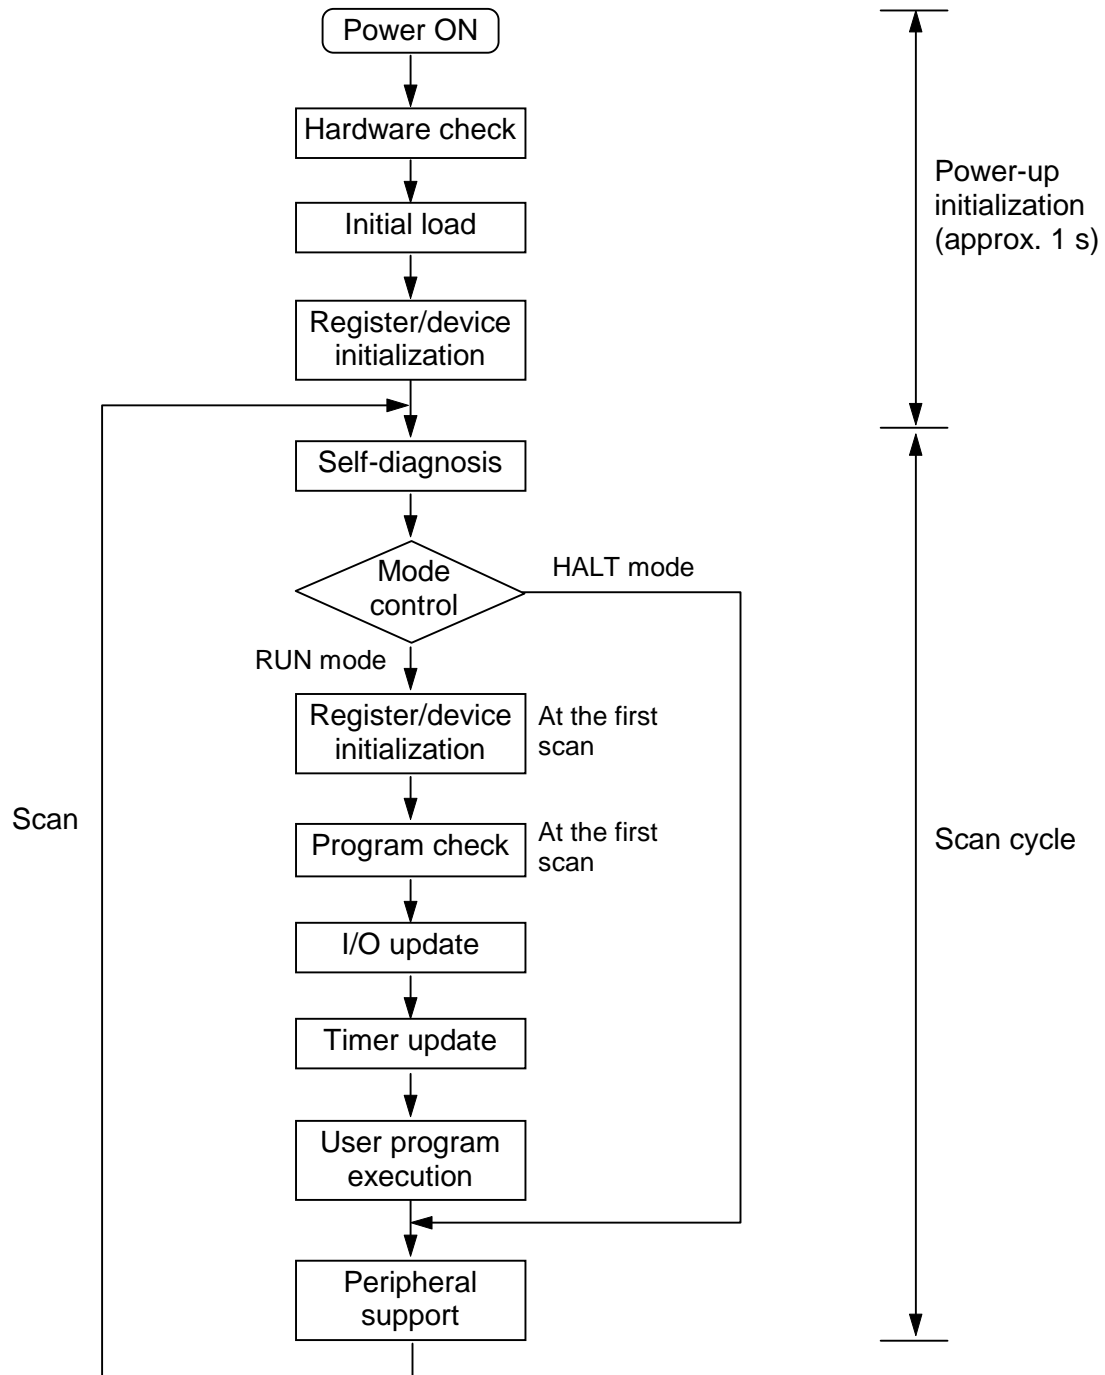 Power ON
Hardware check
Initial load
Register/device
initialization
Power-up
initialization
(approx. 1 s)
Self-diagnosis
Mode
control
HALT mode
RUN mode
Register/device
initialization
At the first
scan
Program check
At the first
scan
Scan
Scan cycle
I/O update
Timer update
User program
execution
Peripheral
support